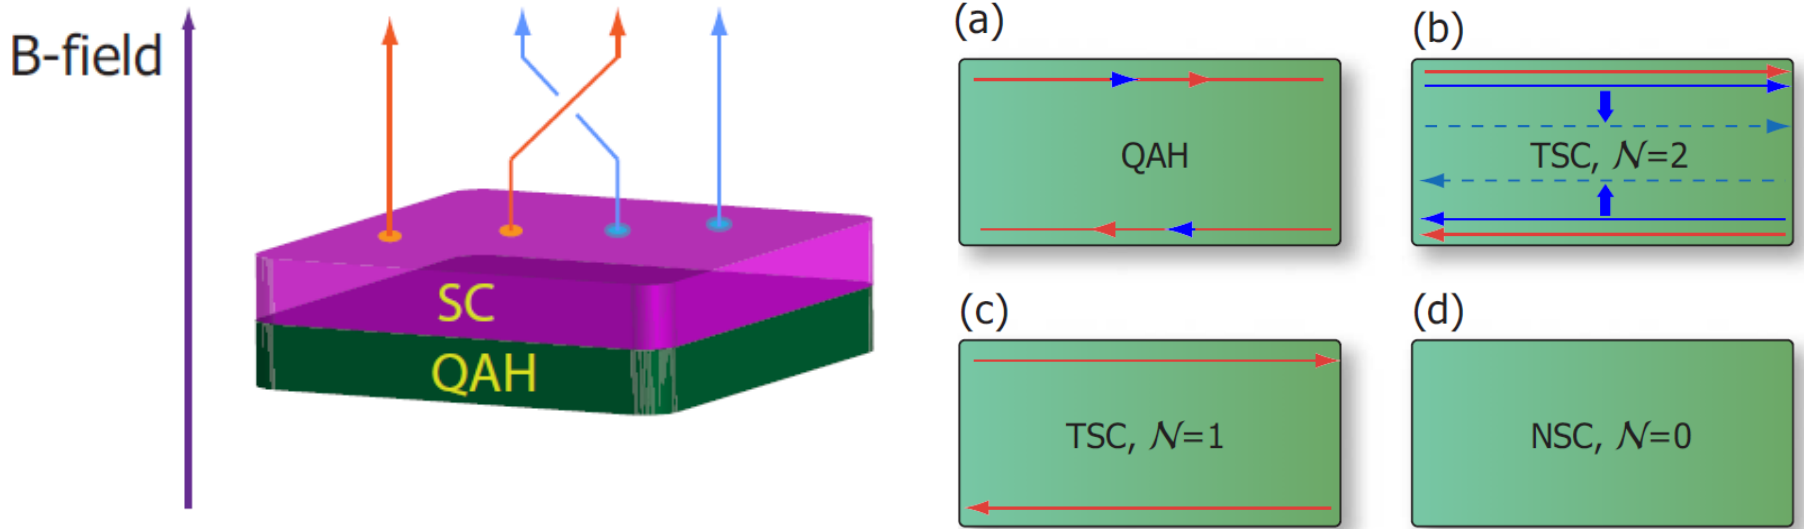 B-field
SC
QAH
(a)
QAH
(b)
TSC, 𝒩=2
(c)
TSC, 𝒩=1
(d)
NSC, 𝒩=0